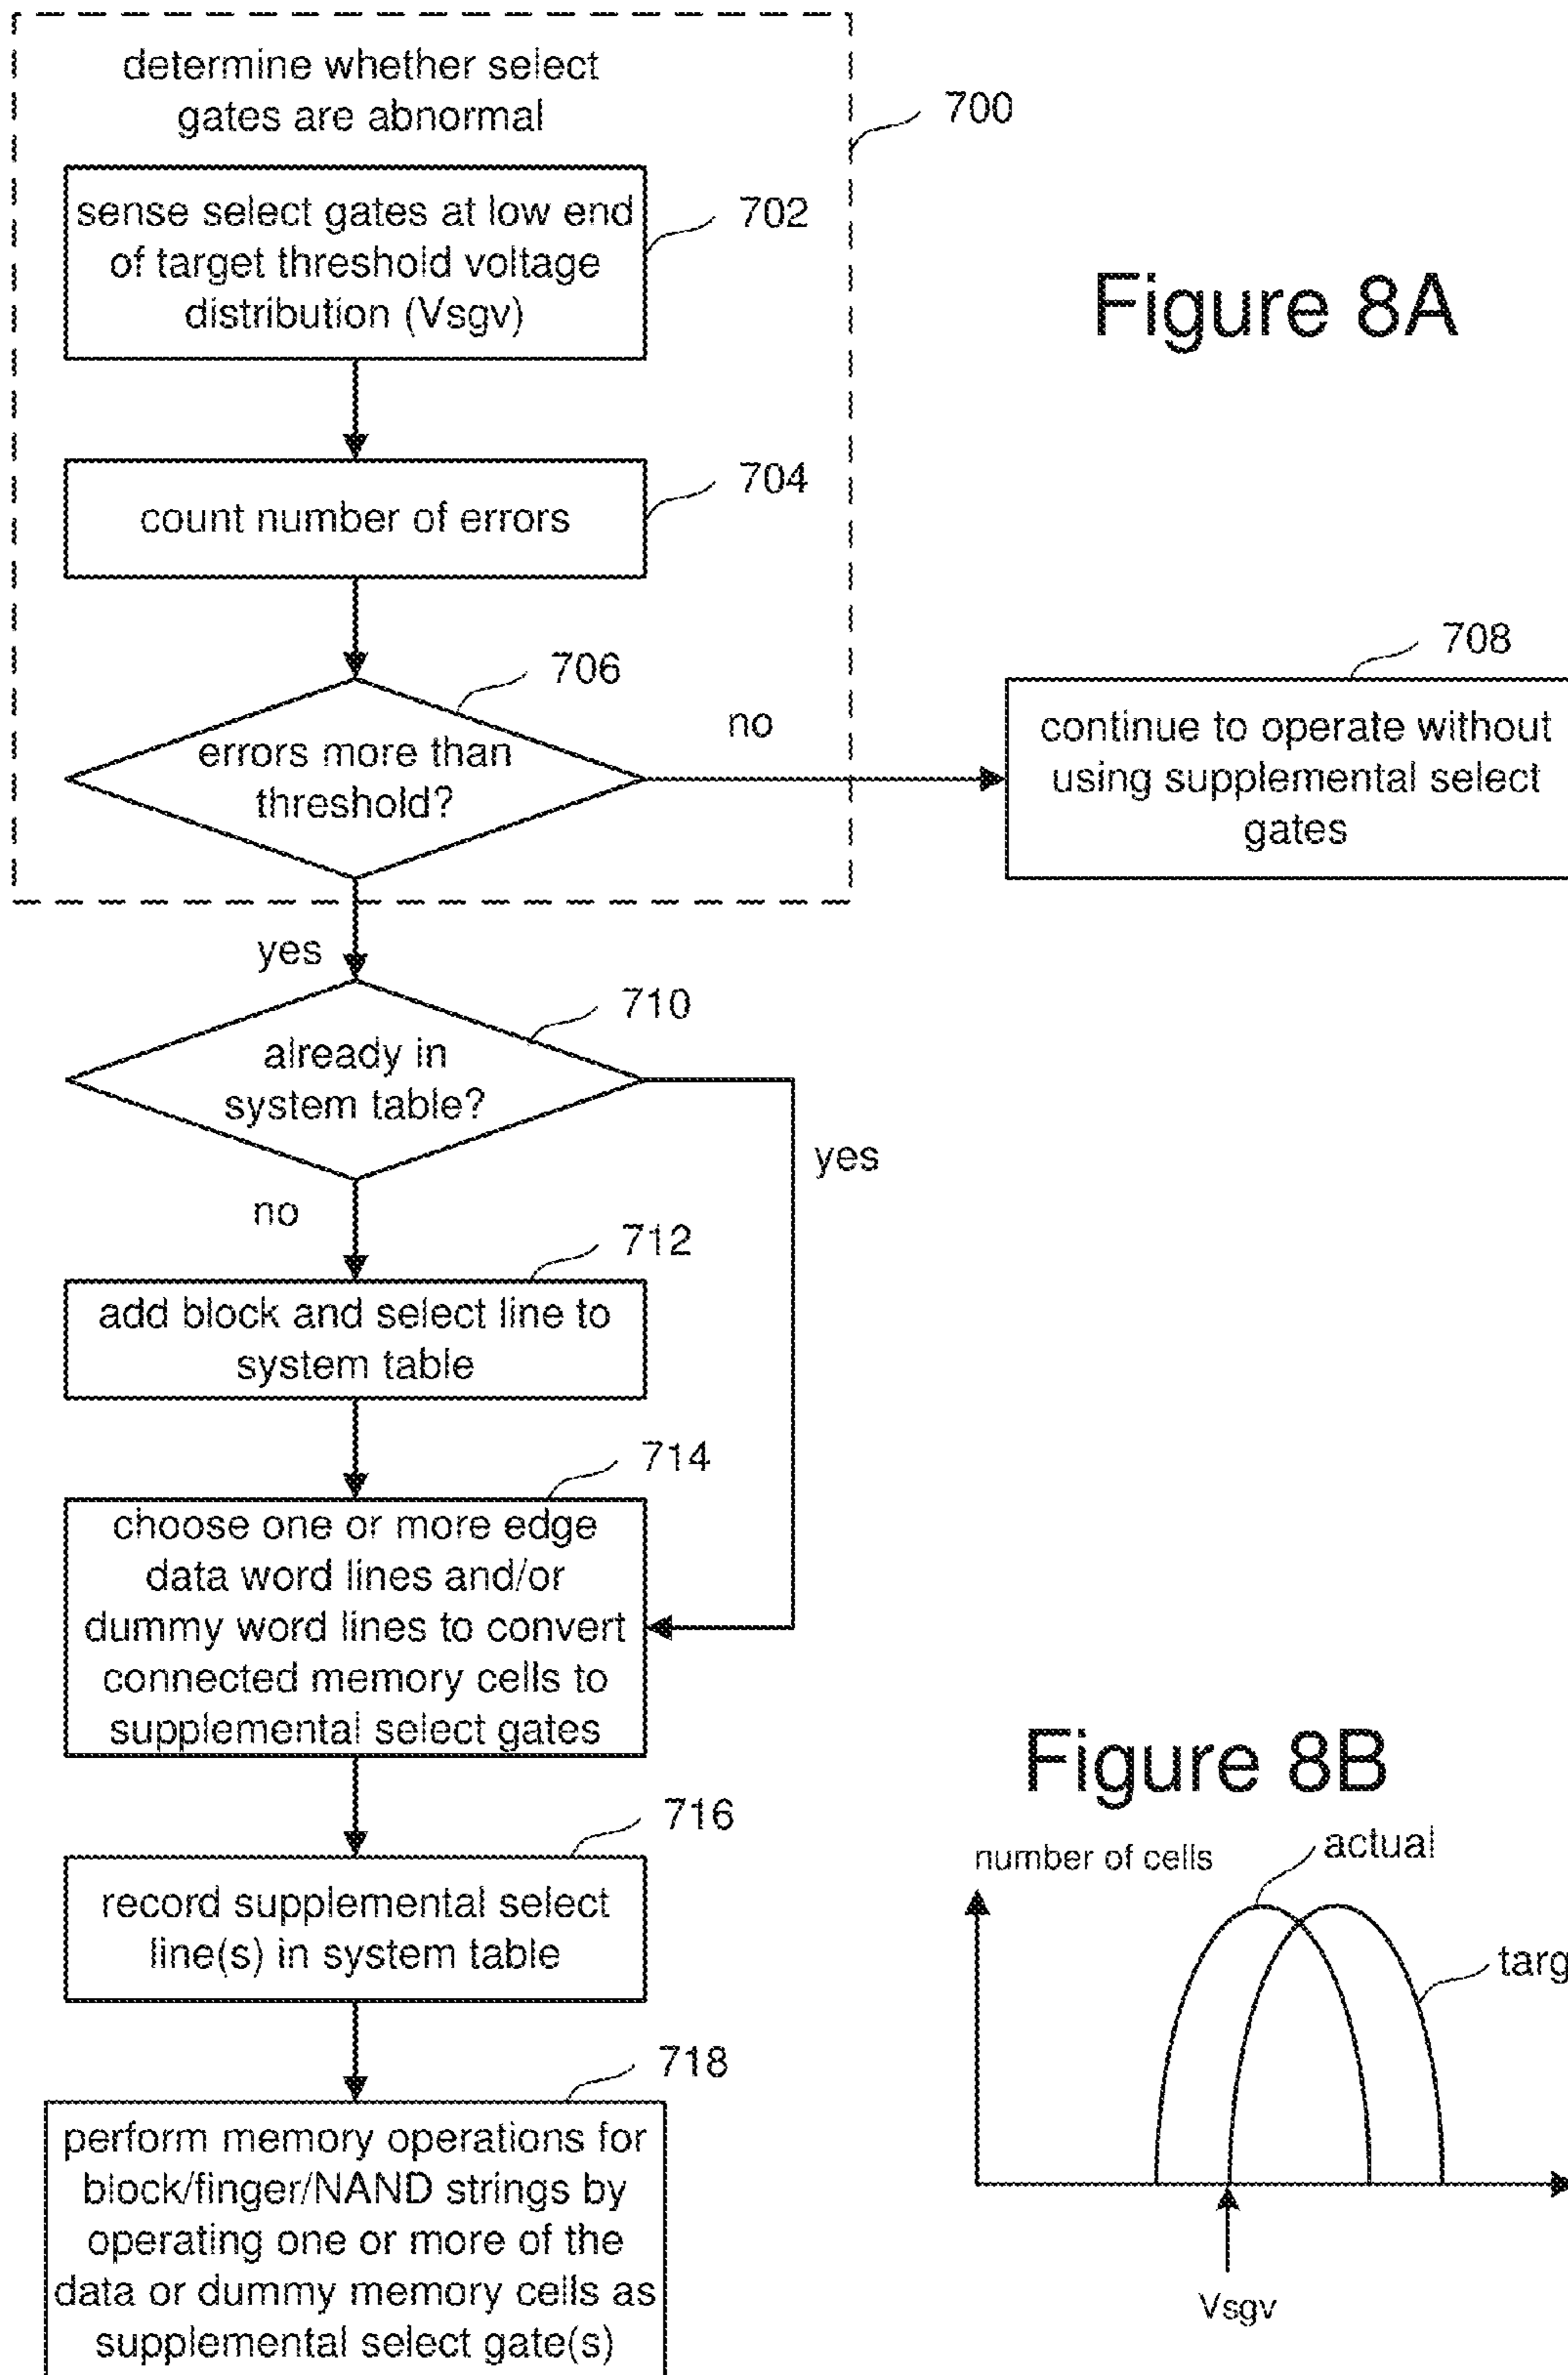 determine whether select
gates are abnormal
700
sense select gates at low end
of target threshold voltage
distribution (Vsgv)
702
Figure 8A
count number of errors
704
errors more than
threshold?
706
no
continue to operate without
using supplemental select
gates
708
yes
already in
system table?
710
yes
no
add block and select line to
system table
712
choose one or more edge
data word lines and/or
dummy word lines to convert
connected memory cells to
supplemental select gates
714
record supplemental select
line(s) in system table
716
perform memory operations for
block/finger/NAND strings by
operating one or more of the
data or dummy memory cells as
supplemental select gate(s)
718
Figure 8B
number of cells
actual
targ
Vsgv